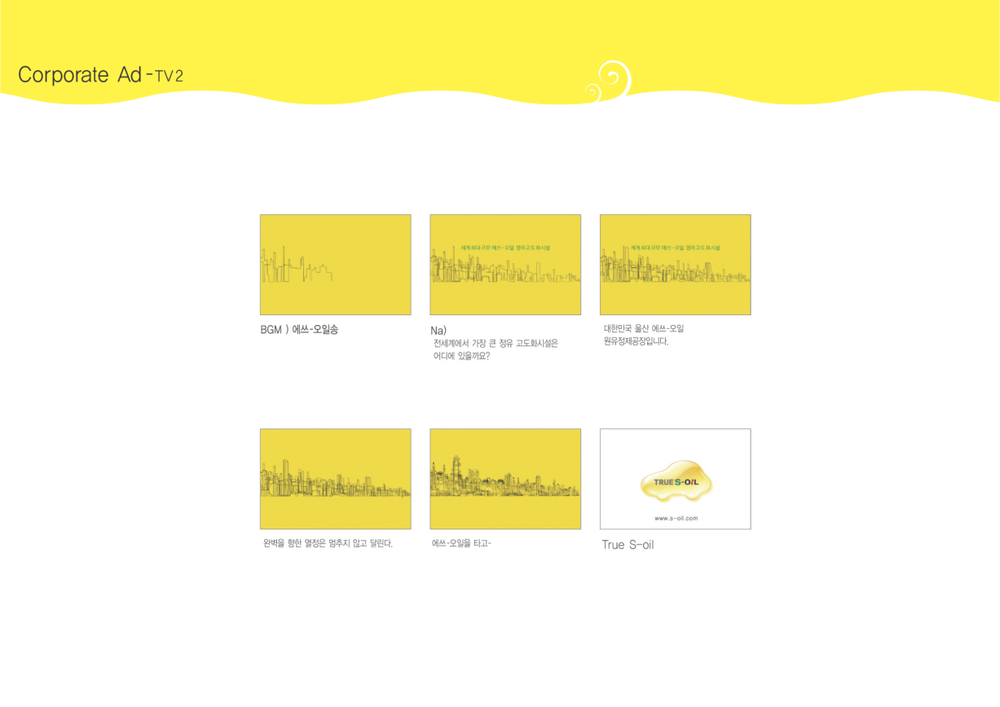 Corporate Ad -TV2
세계최대규모 에쓰-오일 정유고도화시설
세계최대규모 에쓰-오일 정유고도화시설
BGM ) 에쓰-오일송
Na)
전세계에서 가장 큰 정유 고도화시설은
어디에 있을까요?
대한민국 울산 에쓰-오일
원유정제공장입니다.
TRUE S-OIL
www.s-oil.com
완벽을 향한 열정은 멈추지 않고 달린다.
에쓰-오일을 타고-
True S-oil